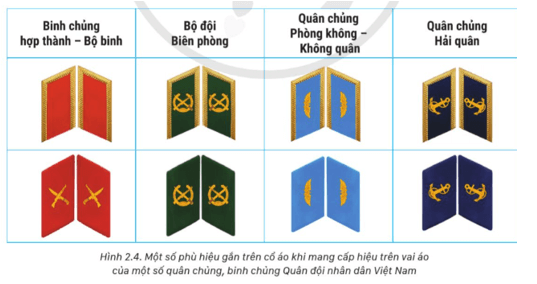 Binh chủng
hợp thành – Bộ binh
Bộ đội
Biên phòng
Quân chủng
Phòng không –
Không quân
Quân chủng
Hải quân
Hình 2.4. Một số phù hiệu gắn trên cổ áo khi mang cấp hiệu trên vai áo
của một số quân chủng, binh chủng Quân đội nhân dân Việt Nam